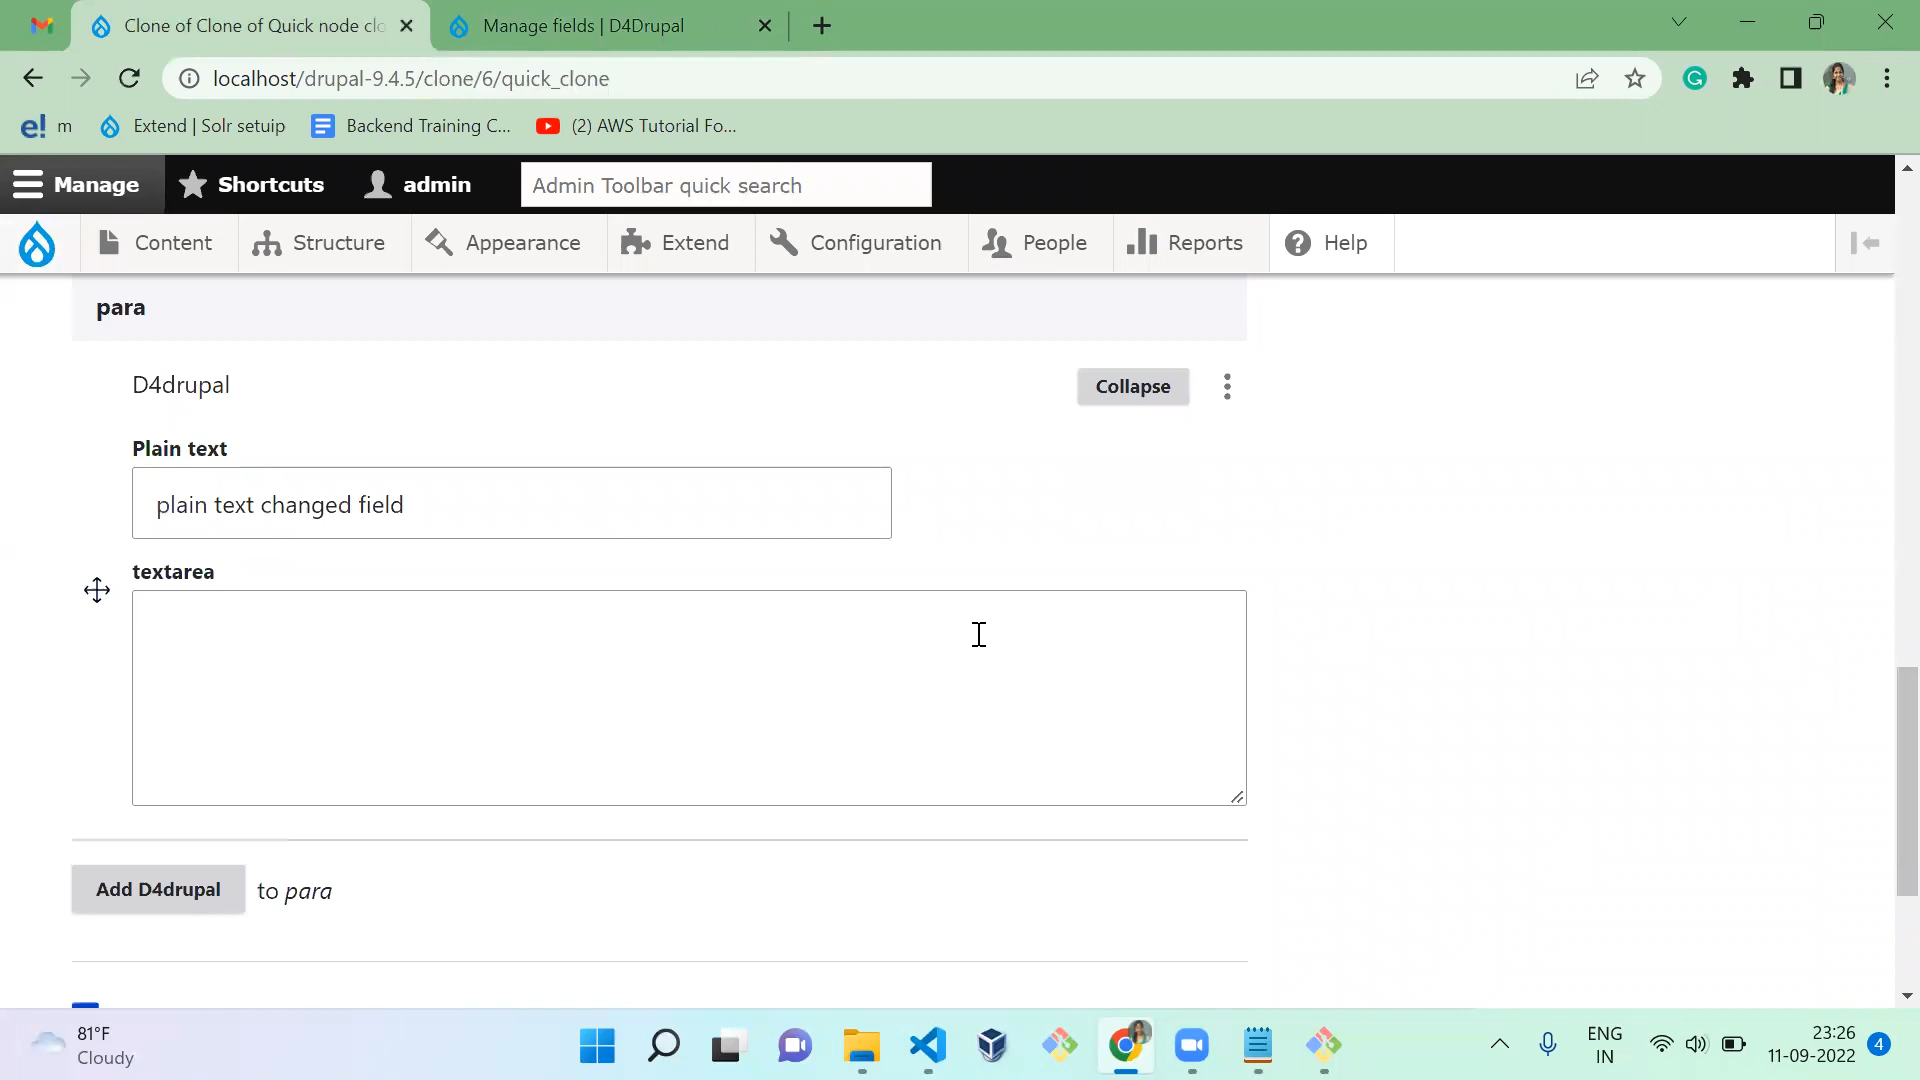 Clone of Clone of Quick node clo
Manage fields | D4Drupal
localhost/drupal-9.4.5/clone/6/quick_clone
e! m
Extend | Solr setuip
Backend Training C...
(2) AWS Tutorial Fo...
Manage
Shortcuts
admin
Admin Toolbar quick search
Content
Structure
Appearance
Extend
Configuration
People
Reports
Help
para
D4drupal
Collapse
Plain text
plain text changed field
textarea
Add D4drupal to para
81°F
Cloudy
ENG
IN
23:26
11-09-2022
4